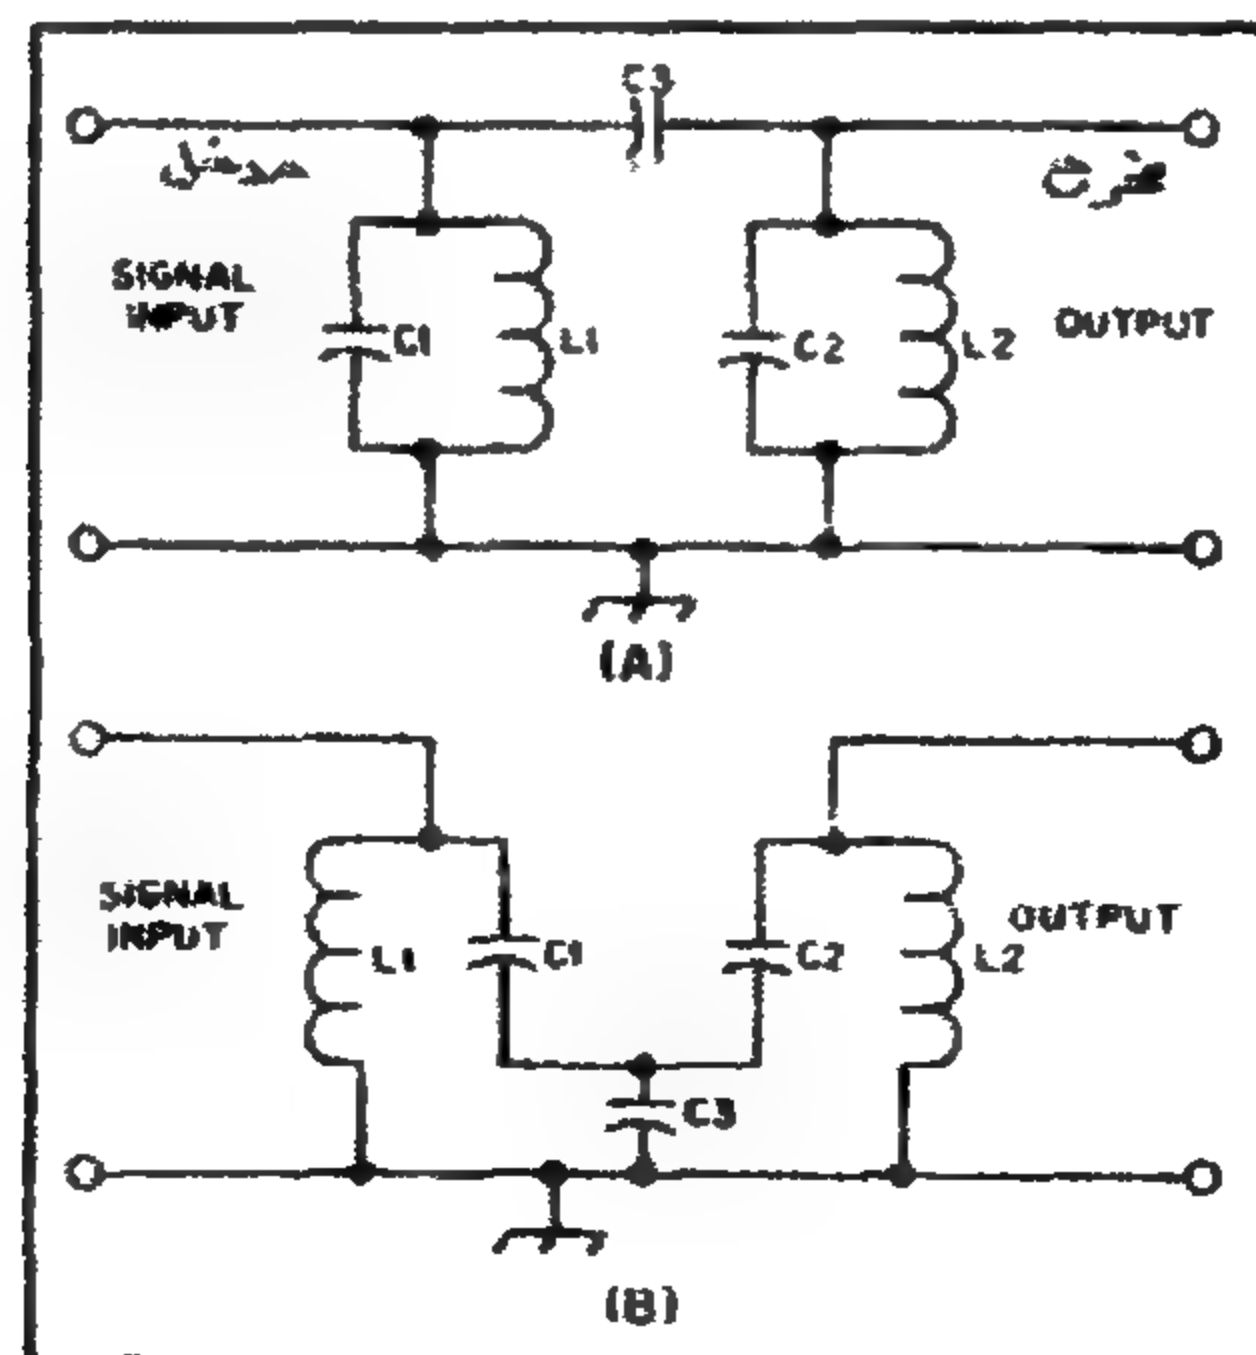 C3
مدخل
مخرج
SIGNAL
INPUT
C1
L1
C2
L2
OUTPUT
(A)
SIGNAL
INPUT
L1
C1
C2
L2
OUTPUT
C3
(B)